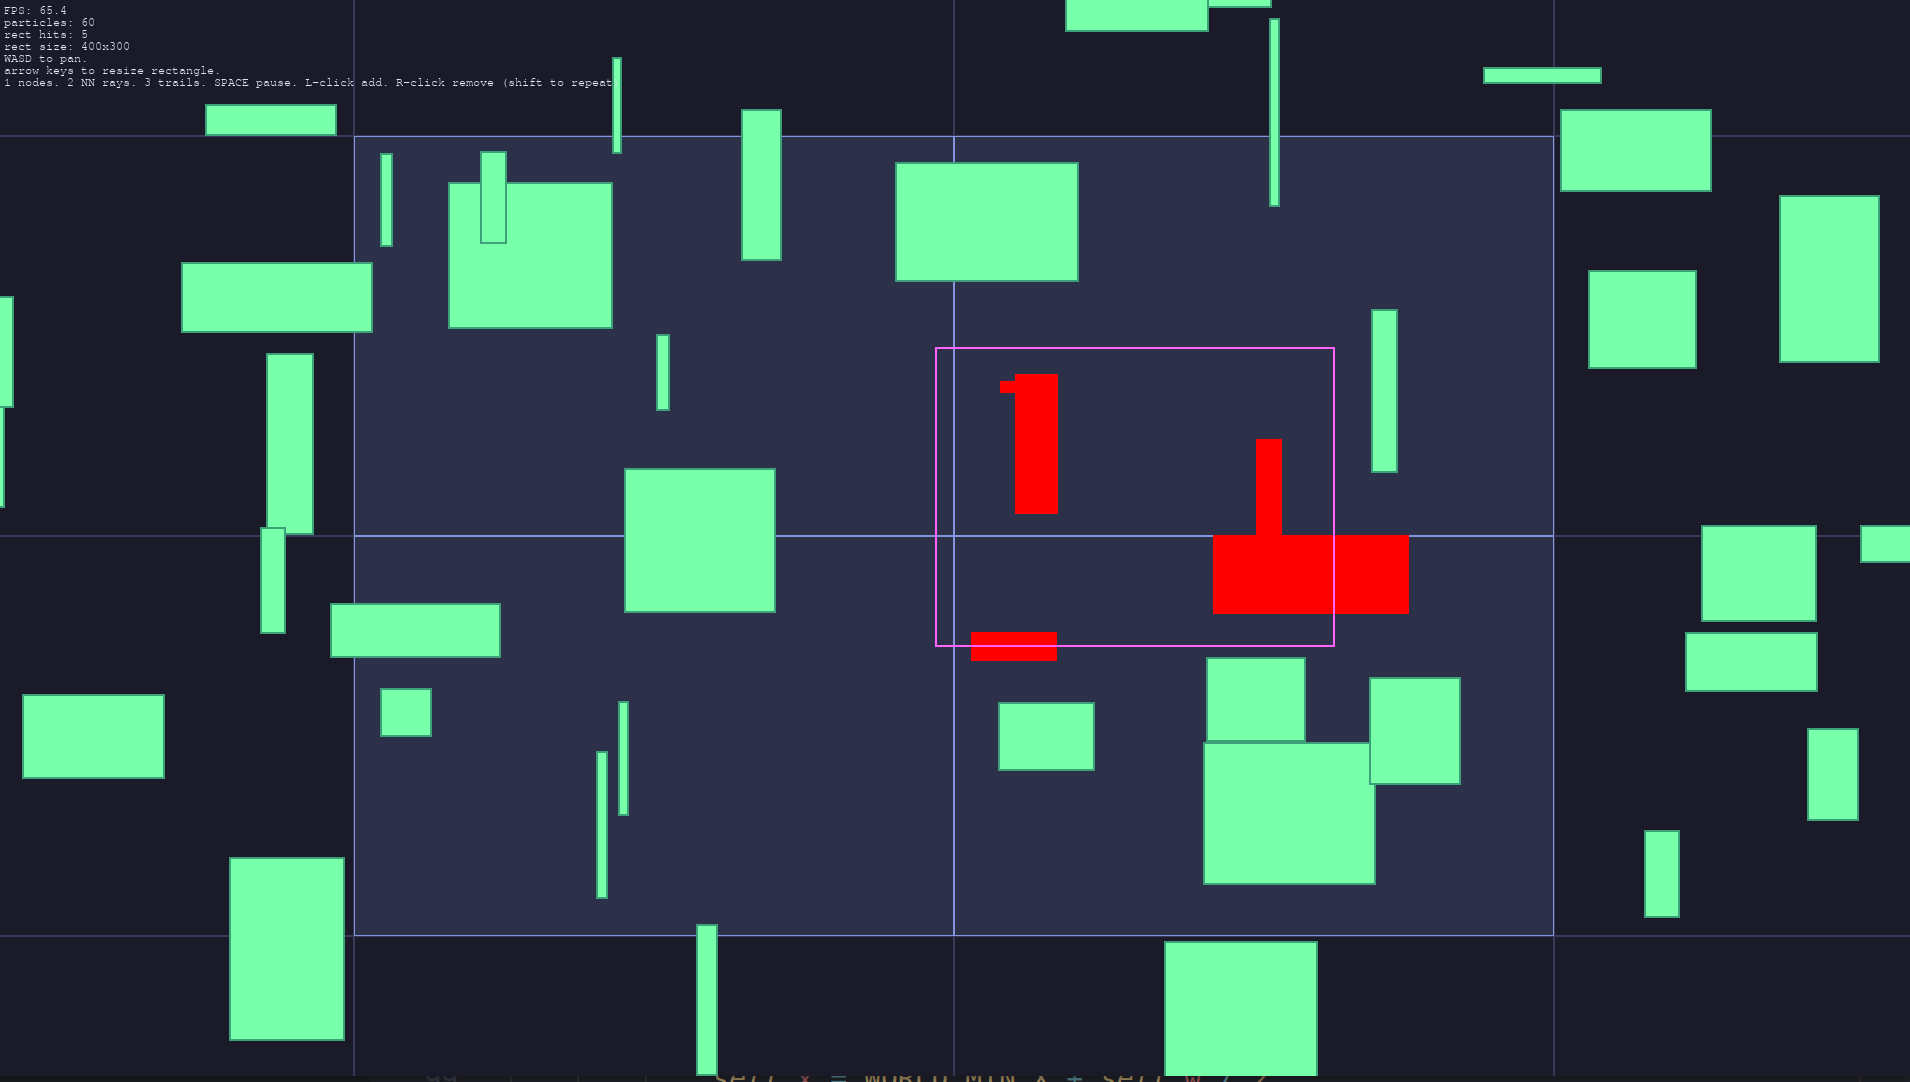 FPS: 65.4
particles: 60
rect hits: 5
rect size: 400x300
WASD to pan.
arrow keys to resize rectangle.
1 nodes. 2 NN rays. 3 trails. SPACE pause. L-click add. R-click remove (shift to repeat